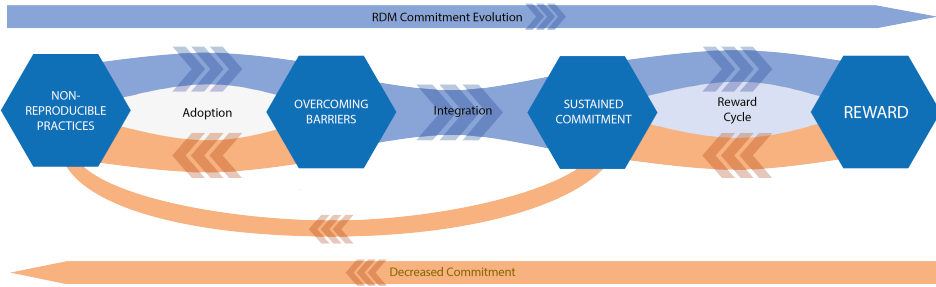 RDM Commitment Evolution
NON-
REPRODUCIBLE
PRACTICES
Adoption
OVERCOMING
BARRIERS
Integration
SUSTAINED
COMMITMENT
Reward
Cycle
REWARD
Decreased Commitment